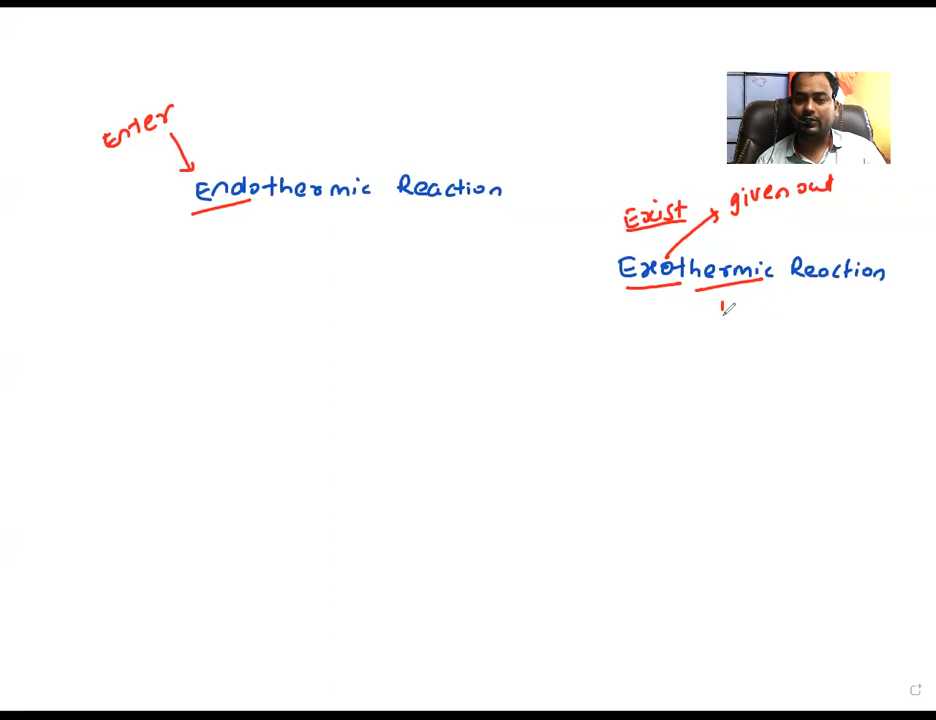 Enter
Endothermic Reaction
given out
Exist
Exothermic Reaction